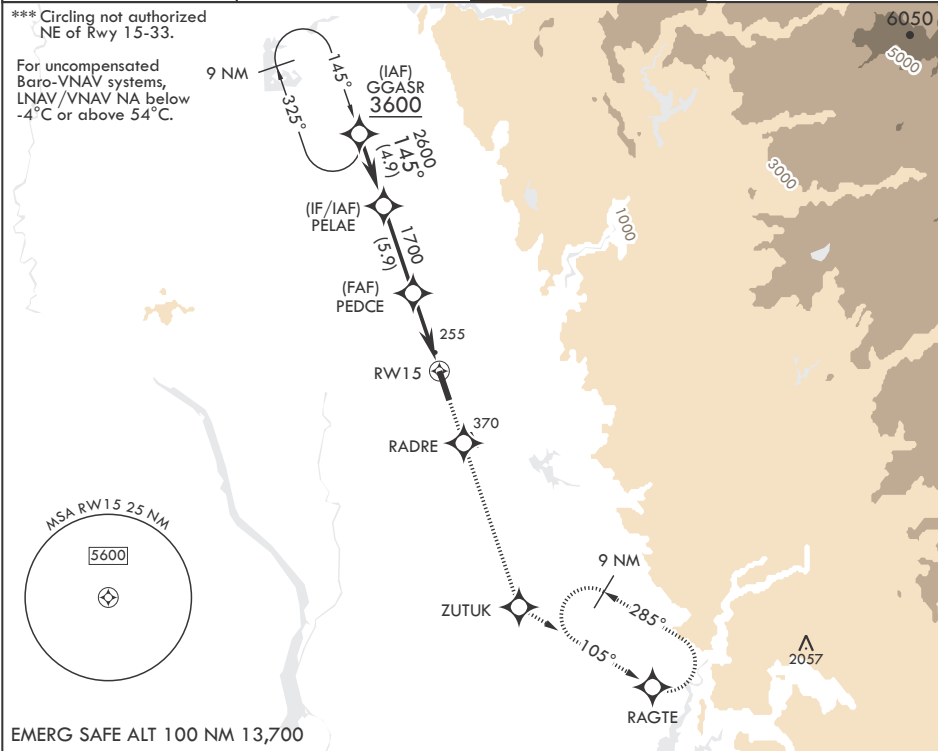 *** Circling not authorized
NE of Rwy 15-33.
For uncompensated
Baro-VNAV systems,
LNAV/VNAV NA below
-4°C or above 54°C.
9 NM
145°
325°
(IAF)
GGASR
3600
2600
145°
(4.9)
6050
5000
3000
1000
(IF/IAF)
PELAE
1700
(5.9)
(FAF)
PEDCE
255
RW15
370
RADRE
MSA RW15 25 NM
5600
ZUTUK
9 NM
285°
105°
2057
RAGTE
EMERG SAFE ALT 100 NM 13,700